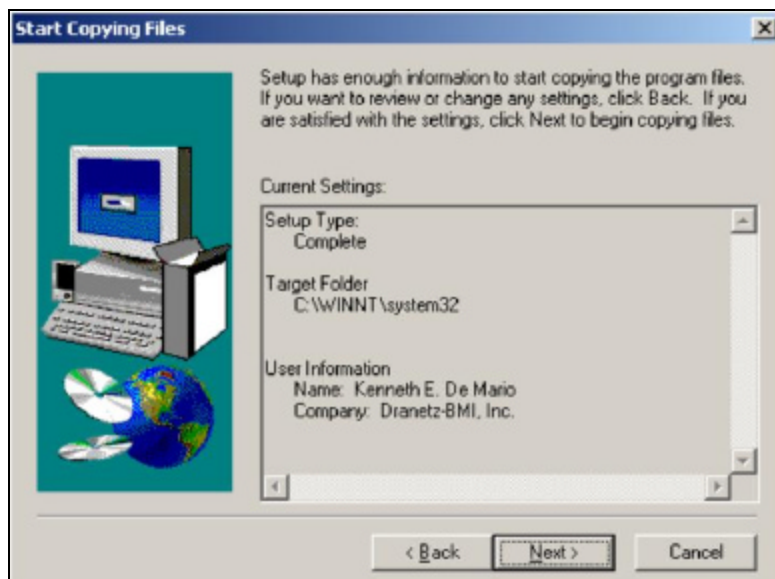 Start Copying Files
Setup has enough information to start copying the program files.
If you want to review or change any settings, click Back. If you
are satisfied with the settings, click Next to begin copying files.
Current Settings:
Setup Type:
Complete
Target Folder
C:\WINNT\system32
User Information
Name: Kenneth E. De Mario
Company: Dranetz-BMI, Inc.
< Back
Next >
Cancel